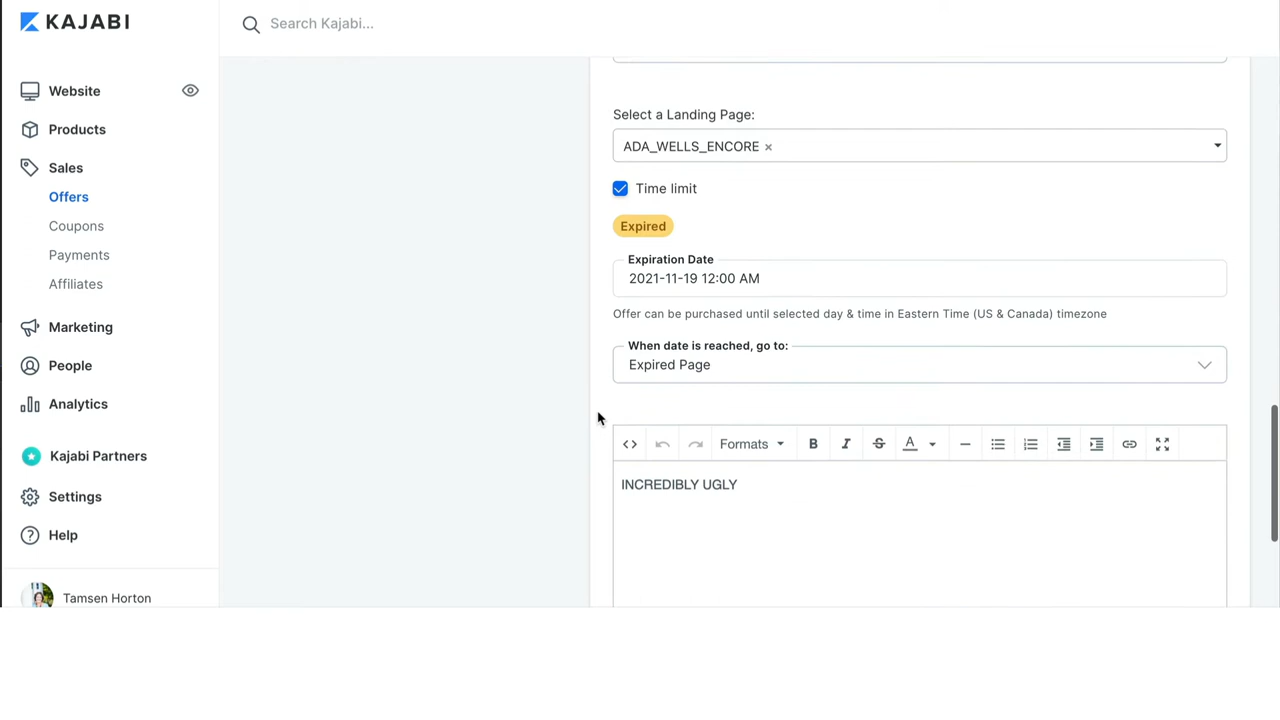 KAJABI
Search Kajabi...
Website
Products
Sales
Offers
Coupons
Payments
Affiliates
Marketing
People
Analytics
Kajabi Partners
Settings
Help
Tamsen Horton
Select a Landing Page:
ADA_WELLS_ENCORE ×
Time limit
Expired
Expiration Date
2021-11-19 12:00 AM
Offer can be purchased until selected day & time in Eastern Time (US & Canada) timezone
When date is reached, go to:
Expired Page
<> Formats B I S A
INCREDIBLY UGLY